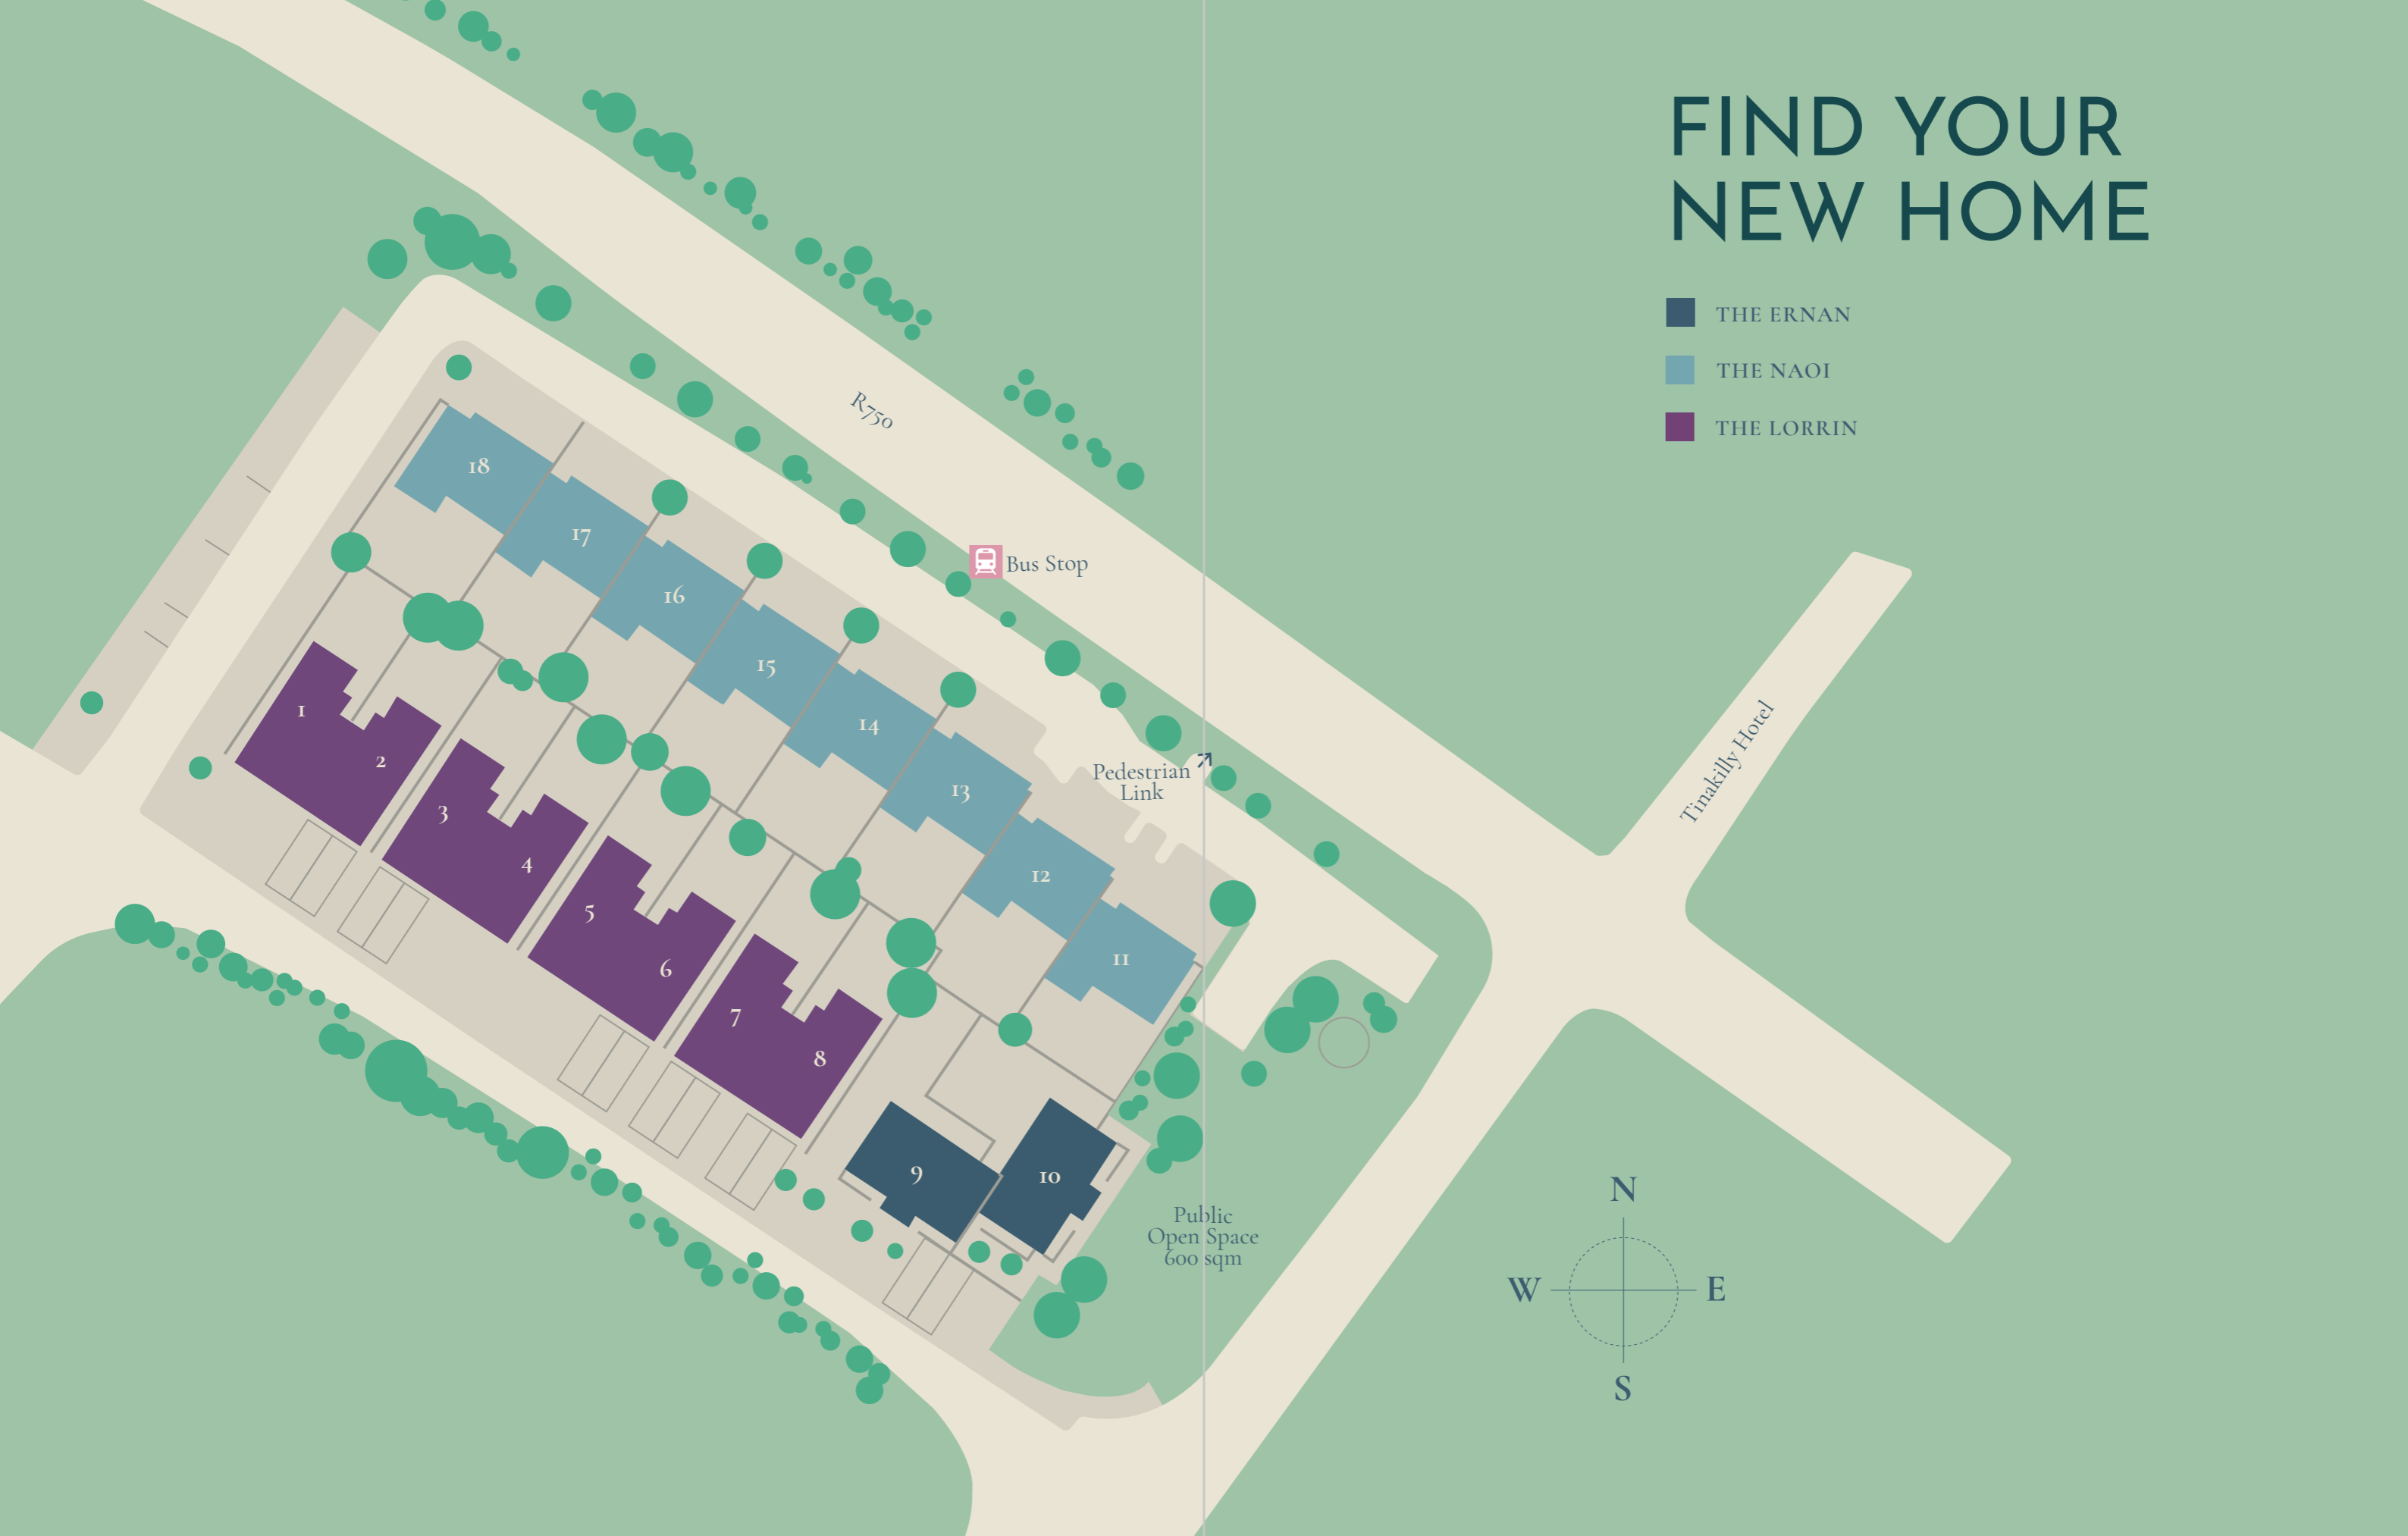 FIND YOUR
NEW HOME
THE ERNAN
THE NAOI
THE LORRIN
R750
Bus Stop
Tinakilly Hotel
Pedestrian
Link
18
17
16
15
14
13
12
11
1
2
3
4
5
6
7
8
9
10
Public
Open Space
600 sqm
N
W
E
S